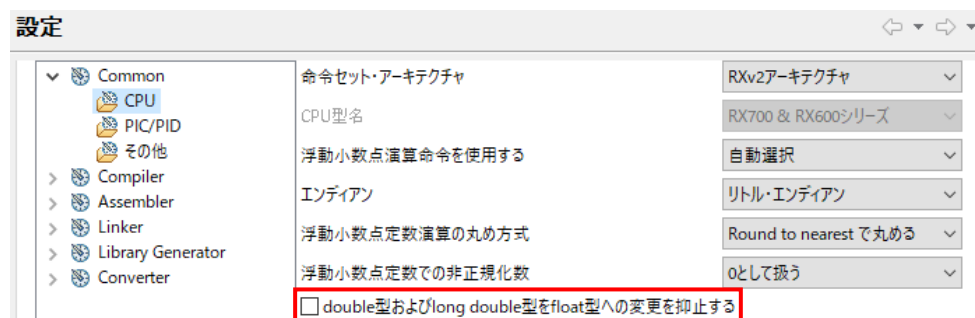 設定
Common
CPU
PIC/PID
その他
Compiler
Assembler
Linker
Library Generator
Converter
命令セット・アーキテクチャ RXv2アーキテクチャ
CPU型名 RX700 & RX600シリーズ
浮動小数点演算命令を使用する 自動選択
エンディアン リトル・エンディアン
浮動小数点定数演算の丸め方式 Round to nearest で丸める
浮動小数点定数での非正規化数 0として扱う
double型およびlong double型をfloat型への変更を抑止する